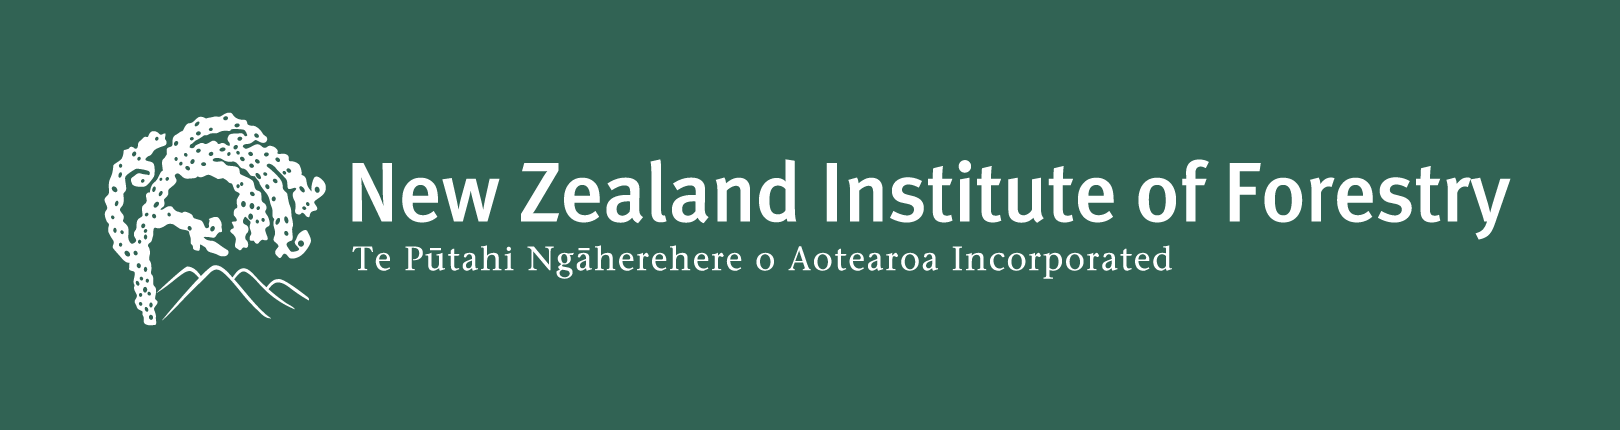 New Zealand Institute of Forestry
Te Pūtahi Ngāherehere o Aotearoa Incorporated